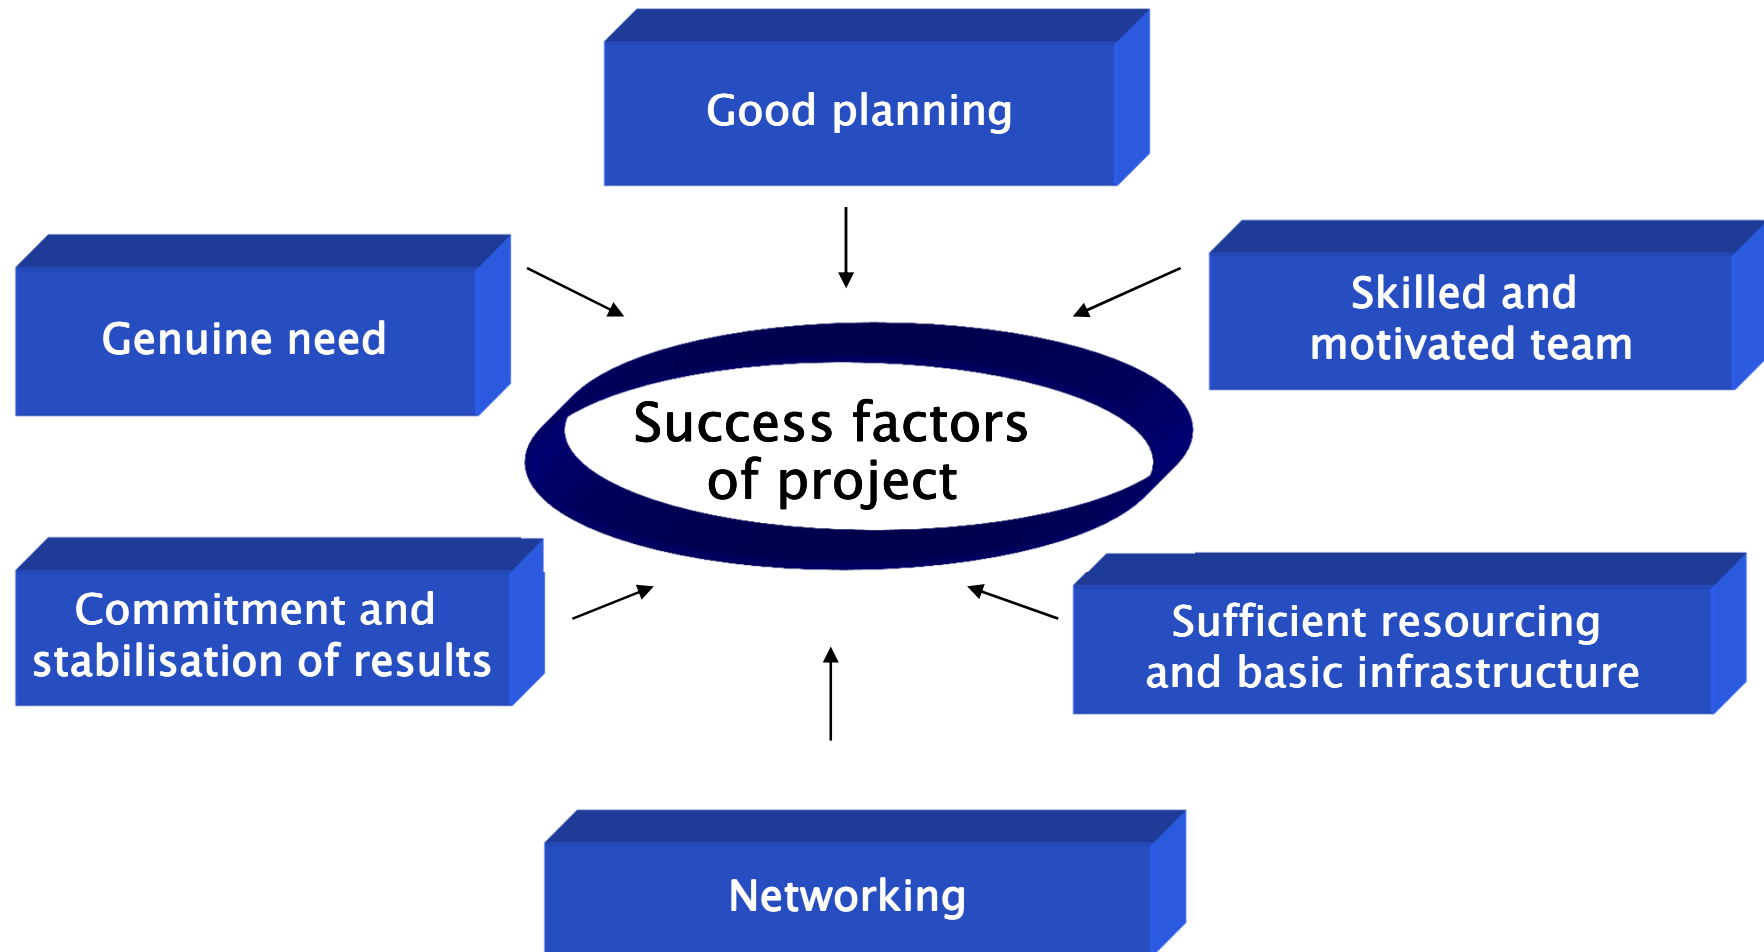 Good planning
Genuine need
Skilled and
motivated team
Success factors
of project
Commitment and
stabilisation of results
Sufficient resourcing
and basic infrastructure
Networking